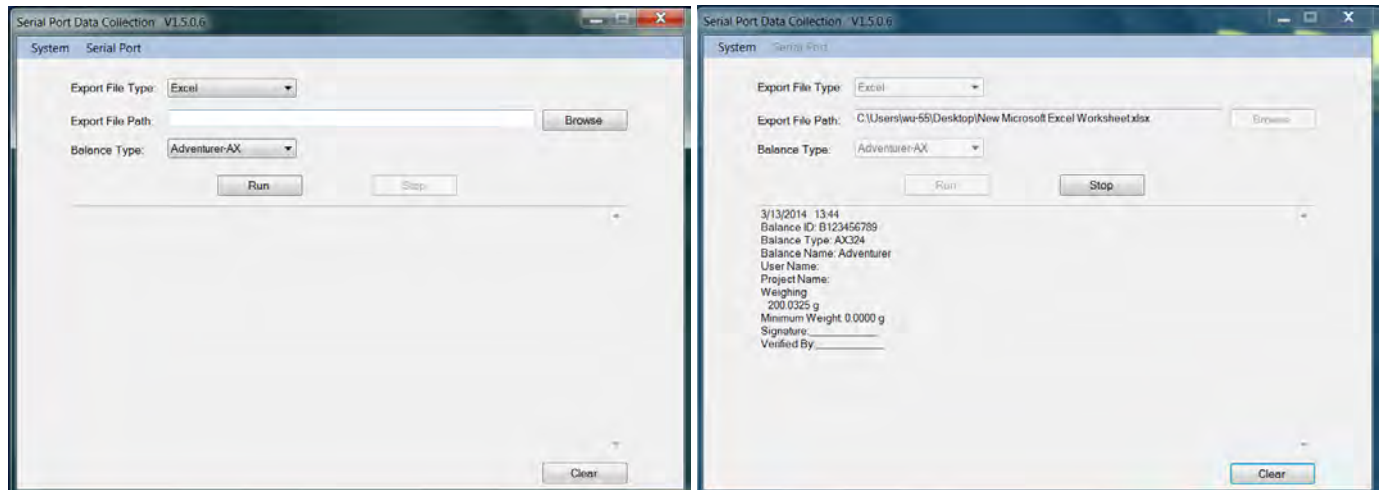 Serial Port Data Collection V1.5.0.6
System Serial Port
Export File Type: Excel
Export File Path:
Browse
Balance Type: Adventurer-AX
Run Stop
Clear
Serial Port Data Collection V1.5.0.6
System Serial Port
Export File Type: Excel
Export File Path: C:\Users\wu-55\Desktop\New Microsoft Excel Worksheet.xlsx
Browse
Balance Type: Adventurer-AX
Run Stop
3/13/2014 13:44
Balance ID: B123456789
Balance Type: AX324
Balance Name: Adventurer
User Name:
Project Name:
Weighing
200.0325 g
Minimum Weight: 0.0000 g
Signature:____________
Verified By:____________
Clear